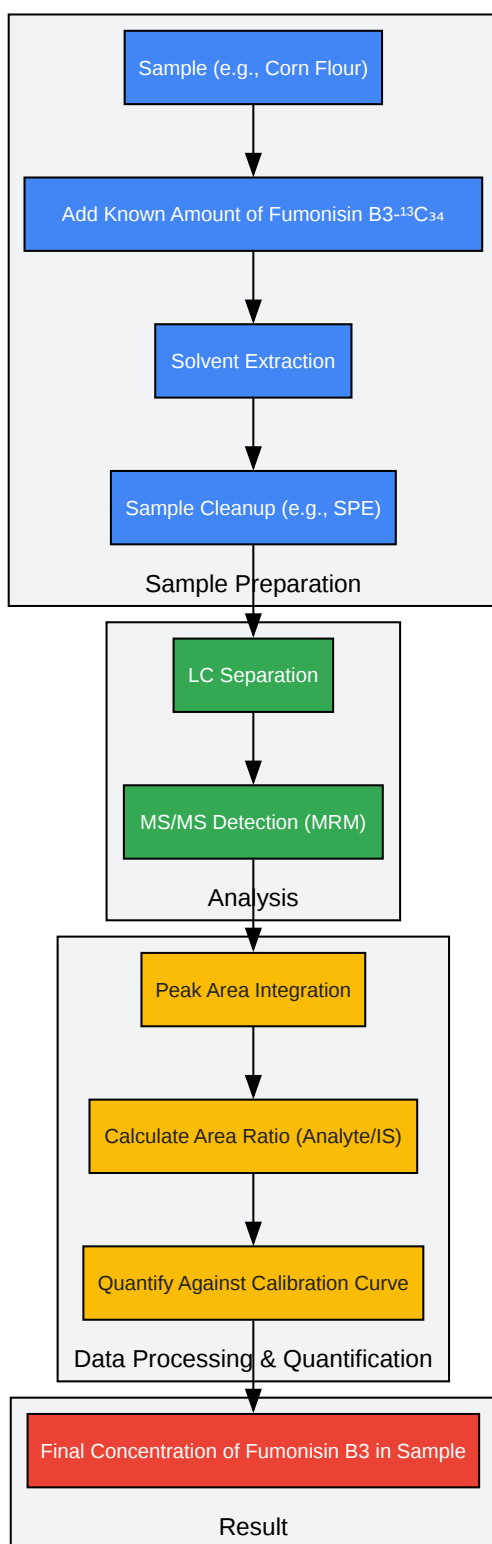 Sample (e.g., Corn Flour)
Add Known Amount of Fumonisin B3-¹³C₃₄
Solvent Extraction
Sample Cleanup (e.g., SPE)
Sample Preparation
LC Separation
MS/MS Detection (MRM)
Analysis
Peak Area Integration
Calculate Area Ratio (Analyte/IS)
Quantify Against Calibration Curve
Data Processing & Quantification
Final Concentration of Fumonisin B3 in Sample
Result